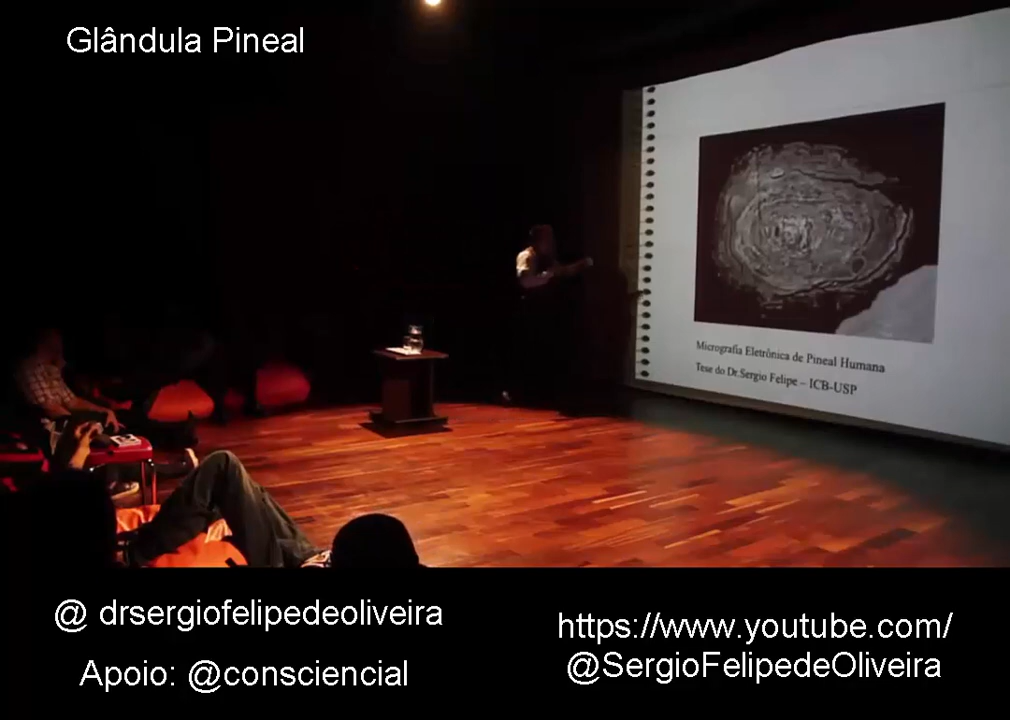 Glândula Pineal
Micrografia Eletrônica de Pineal Humana
Tese do Dr.Sergio Felipe – ICB-USP
@ drsergiofelipedeoliveira
Apoio: @consciencial
https://www.youtube.com/
@SergioFelipedeOliveira